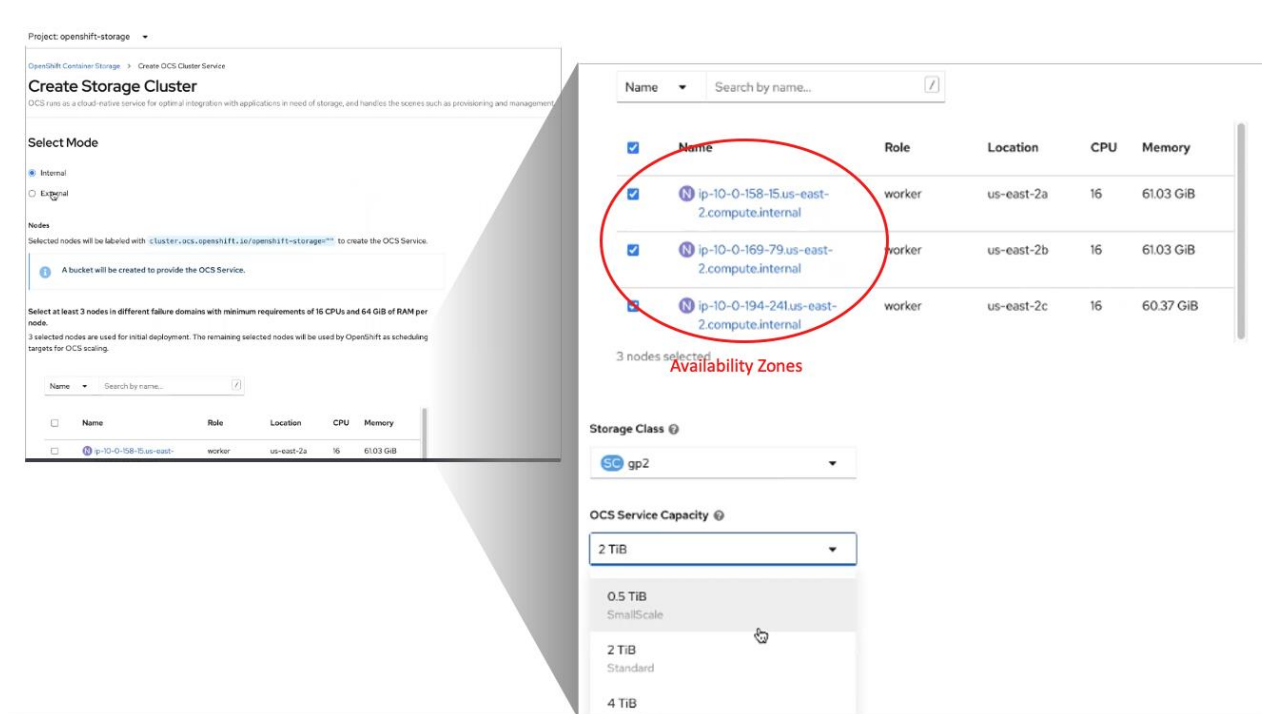 Project: openshift-storage
OpenShift Container Storage > Create OCS Cluster Service
Create Storage Cluster
OCS runs as a cloud-native service for optimal integration with applications in need of storage, and handles the scenes such as provisioning and management.
Select Mode
Internal
External
Nodes
Selected nodes will be labeled with cluster.ocs.openshift.io/openshift-storage="" to create the OCS Service.
A bucket will be created to provide the OCS Service.
Select at least 3 nodes in different failure domains with minimum requirements of 16 CPUs and 64 GiB of RAM per
node.
3 selected nodes are used for initial deployment. The remaining selected nodes will be used by OpenShift as scheduling
targets for OCS scaling.
Name Search by name... /
Name Role Location CPU Memory
N ip-10-0-158-15.us-east- worker us-east-2a 16 61.03 GiB
Name Search by name... /
Name Role Location CPU Memory
N ip-10-0-158-15.us-east- worker us-east-2a 16 61.03 GiB
2.compute.internal
N ip-10-0-169-79.us-east- worker us-east-2b 16 61.03 GiB
2.compute.internal
N ip-10-0-194-241.us-east- worker us-east-2c 16 60.37 GiB
2.compute.internal
3 nodes selected
Availability Zones
Storage Class
SC gp2
OCS Service Capacity
2 TiB
0.5 TiB
SmallScale
2 TiB
Standard
4 TiB